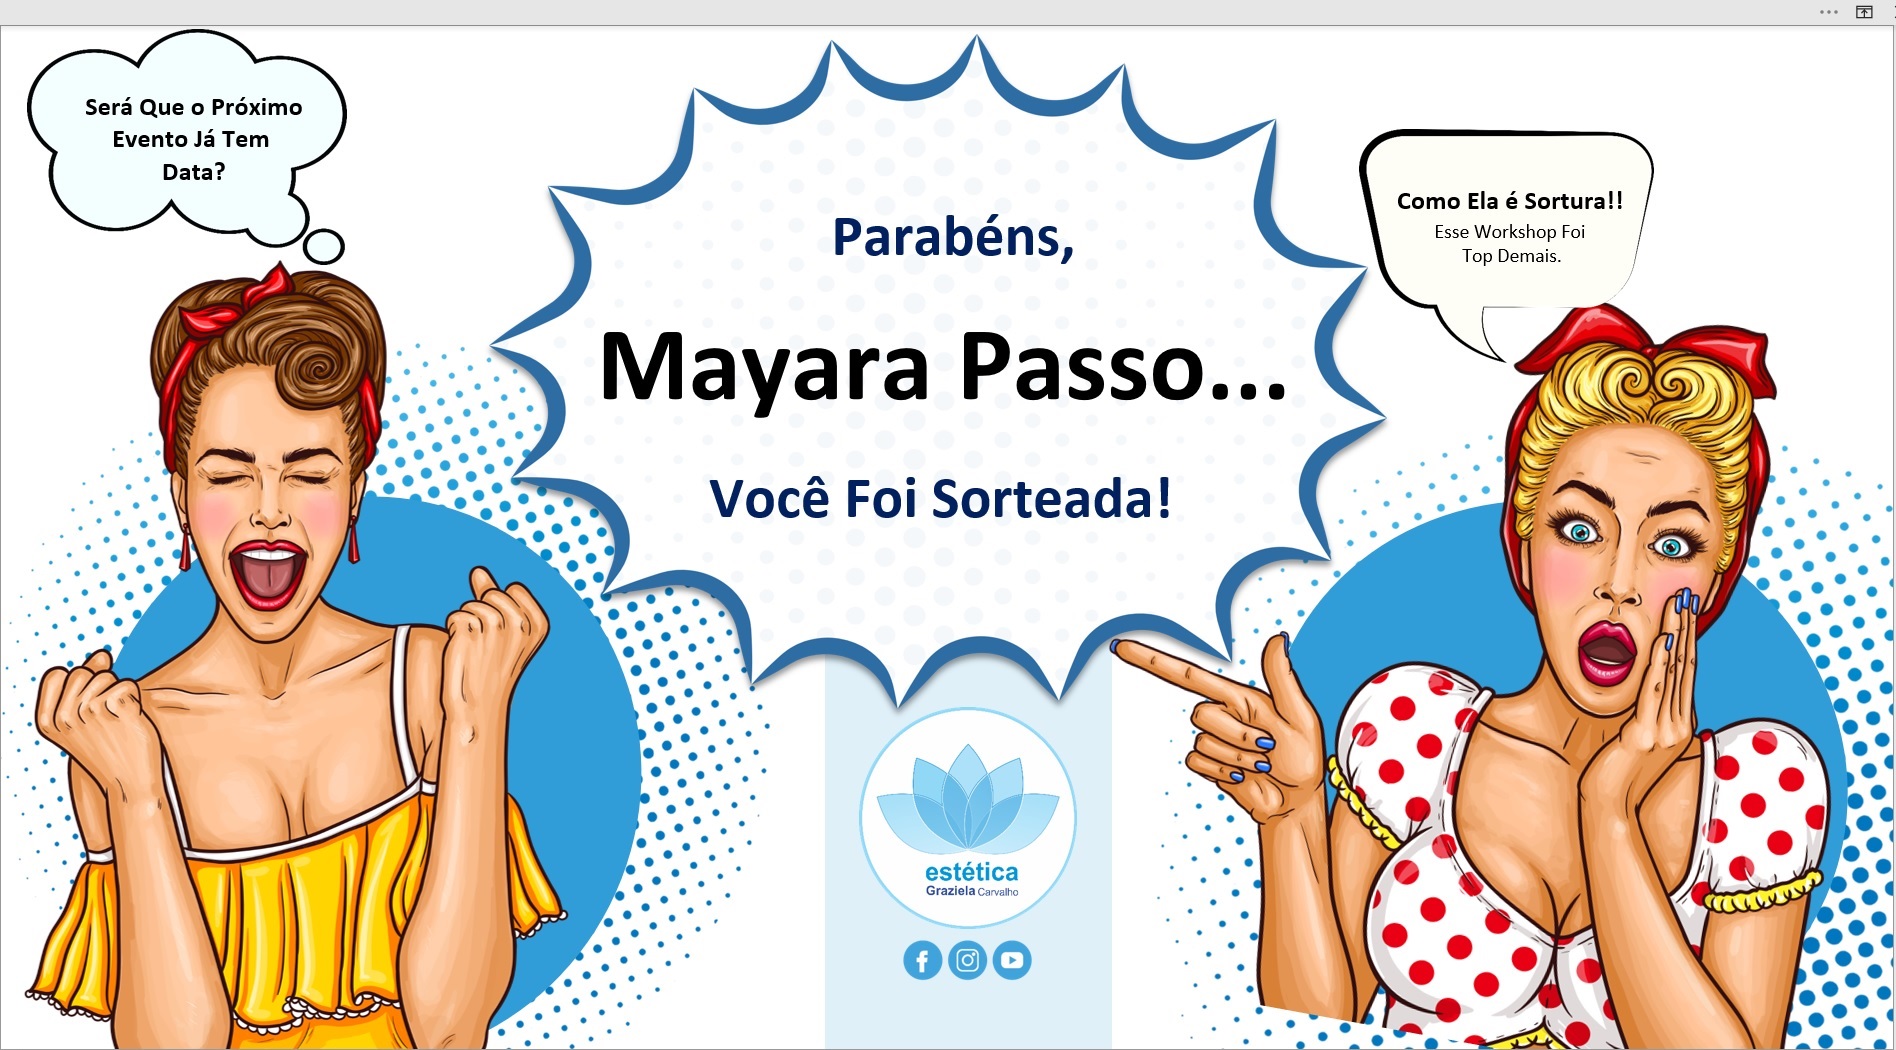 Será Que o Próximo
Evento Já Tem
Data?
Parabéns,
Mayara Passo...
Você Foi Sorteada!
Como Ela é Sortura!!
Esse Workshop Foi
Top Demais.
estética
Graziela Carvalho